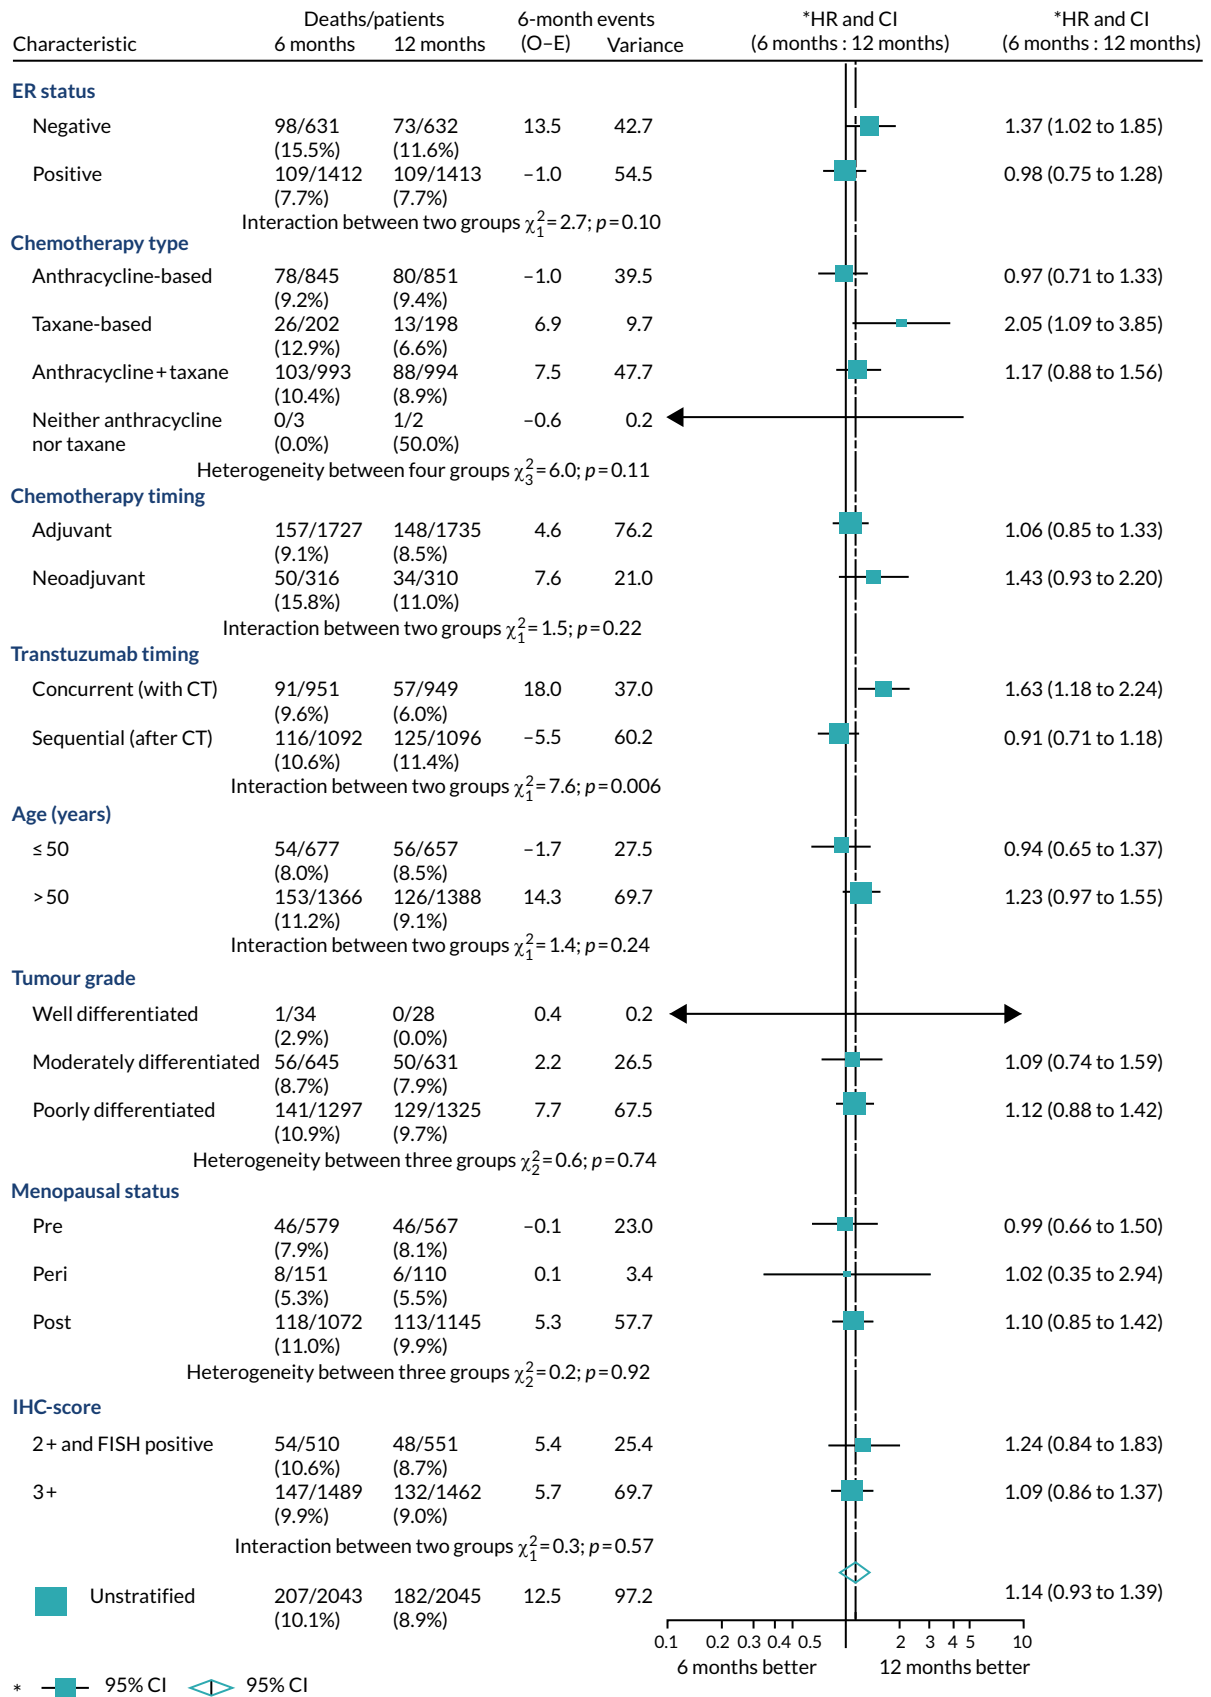 Deaths/patients 6-month events *HR and CI *HR and CI
Characteristic 6 months 12 months (O–E) Variance (6 months : 12 months) (6 months : 12 months)
ER status
Negative 98/631 73/632 13.5 42.7 1.37 (1.02 to 1.85)
(15.5%) (11.6%)
Positive 109/1412 109/1413 –1.0 54.5 0.98 (0.75 to 1.28)
(7.7%) (7.7%)
Interaction between two groups χ²₁=2.7; p=0.10
Chemotherapy type
Anthracycline-based 78/845 80/851 –1.0 39.5 0.97 (0.71 to 1.33)
(9.2%) (9.4%)
Taxane-based 26/202 13/198 6.9 9.7 2.05 (1.09 to 3.85)
(12.9%) (6.6%)
Anthracycline+taxane 103/993 88/994 7.5 47.7 1.17 (0.88 to 1.56)
(10.4%) (8.9%)
Neither anthracycline 0/3 1/2 –0.6 0.2
nor taxane (0.0%) (50.0%)
Heterogeneity between four groups χ²₃=6.0; p=0.11
Chemotherapy timing
Adjuvant 157/1727 148/1735 4.6 76.2 1.06 (0.85 to 1.33)
(9.1%) (8.5%)
Neoadjuvant 50/316 34/310 7.6 21.0 1.43 (0.93 to 2.20)
(15.8%) (11.0%)
Interaction between two groups χ²₁=1.5; p=0.22
Transtuzumab timing
Concurrent (with CT) 91/951 57/949 18.0 37.0 1.63 (1.18 to 2.24)
(9.6%) (6.0%)
Sequential (after CT) 116/1092 125/1096 –5.5 60.2 0.91 (0.71 to 1.18)
(10.6%) (11.4%)
Interaction between two groups χ²₁=7.6; p=0.006
Age (years)
≤50 54/677 56/657 –1.7 27.5 0.94 (0.65 to 1.37)
(8.0%) (8.5%)
>50 153/1366 126/1388 14.3 69.7 1.23 (0.97 to 1.55)
(11.2%) (9.1%)
Interaction between two groups χ²₁=1.4; p=0.24
Tumour grade
Well differentiated 1/34 0/28 0.4 0.2
(2.9%) (0.0%)
Moderately differentiated 56/645 50/631 2.2 26.5 1.09 (0.74 to 1.59)
(8.7%) (7.9%)
Poorly differentiated 141/1297 129/1325 7.7 67.5 1.12 (0.88 to 1.42)
(10.9%) (9.7%)
Heterogeneity between three groups χ²₂=0.6; p=0.74
Menopausal status
Pre 46/579 46/567 –0.1 23.0 0.99 (0.66 to 1.50)
(7.9%) (8.1%)
Peri 8/151 6/110 0.1 3.4 1.02 (0.35 to 2.94)
(5.3%) (5.5%)
Post 118/1072 113/1145 5.3 57.7 1.10 (0.85 to 1.42)
(11.0%) (9.9%)
Heterogeneity between three groups χ²₂=0.2; p=0.92
IHC-score
2+ and FISH positive 54/510 48/551 5.4 25.4 1.24 (0.84 to 1.83)
(10.6%) (8.7%)
3+ 147/1489 132/1462 5.7 69.7 1.09 (0.86 to 1.37)
(9.9%) (9.0%)
Interaction between two groups χ²₁=0.3; p=0.57
Unstratified 207/2043 182/2045 12.5 97.2 1.14 (0.93 to 1.39)
(10.1%) (8.9%)
0.1 0.2 0.3 0.4 0.5 2 3 4 5 10
6 months better 12 months better
* 95% CI 95% CI